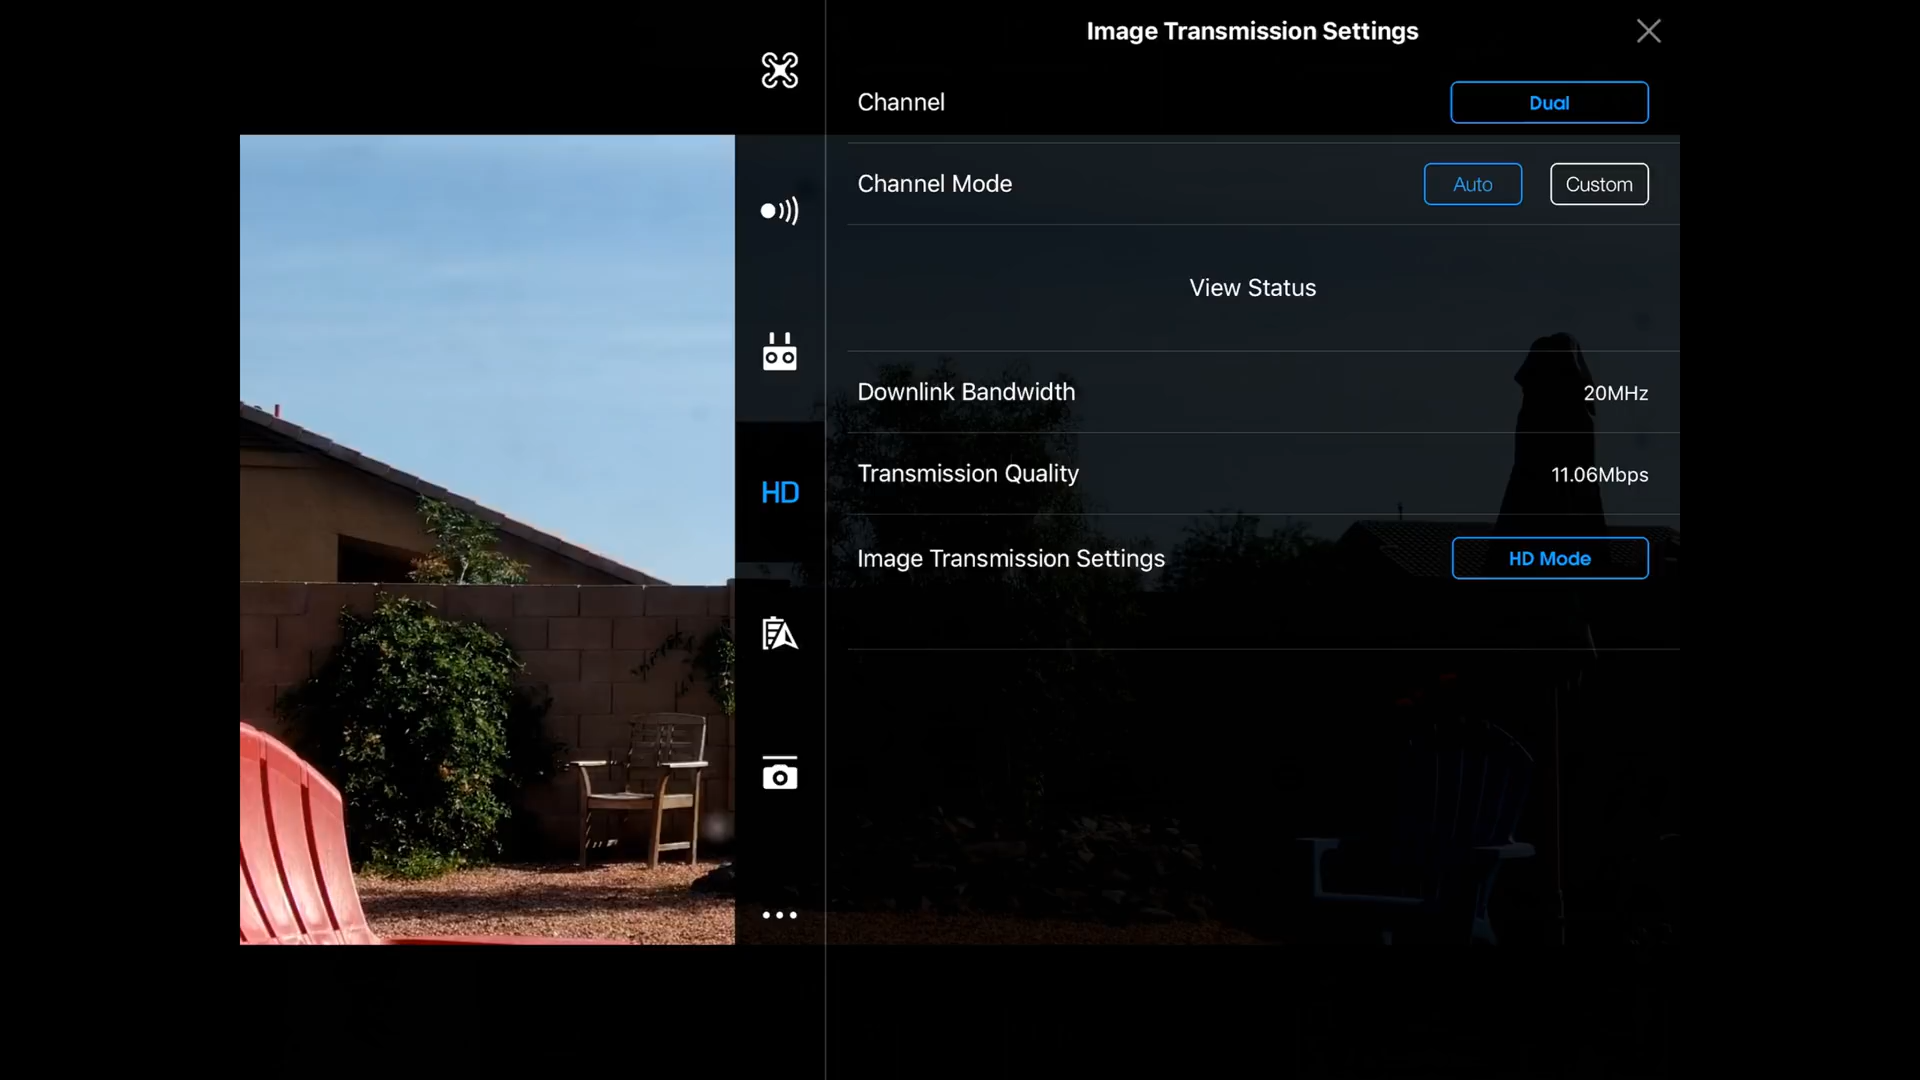 Image Transmission Settings
Channel
Dual
Channel Mode
Auto
Custom
View Status
Downlink Bandwidth
20MHz
Transmission Quality
11.06Mbps
HD
Image Transmission Settings
HD Mode